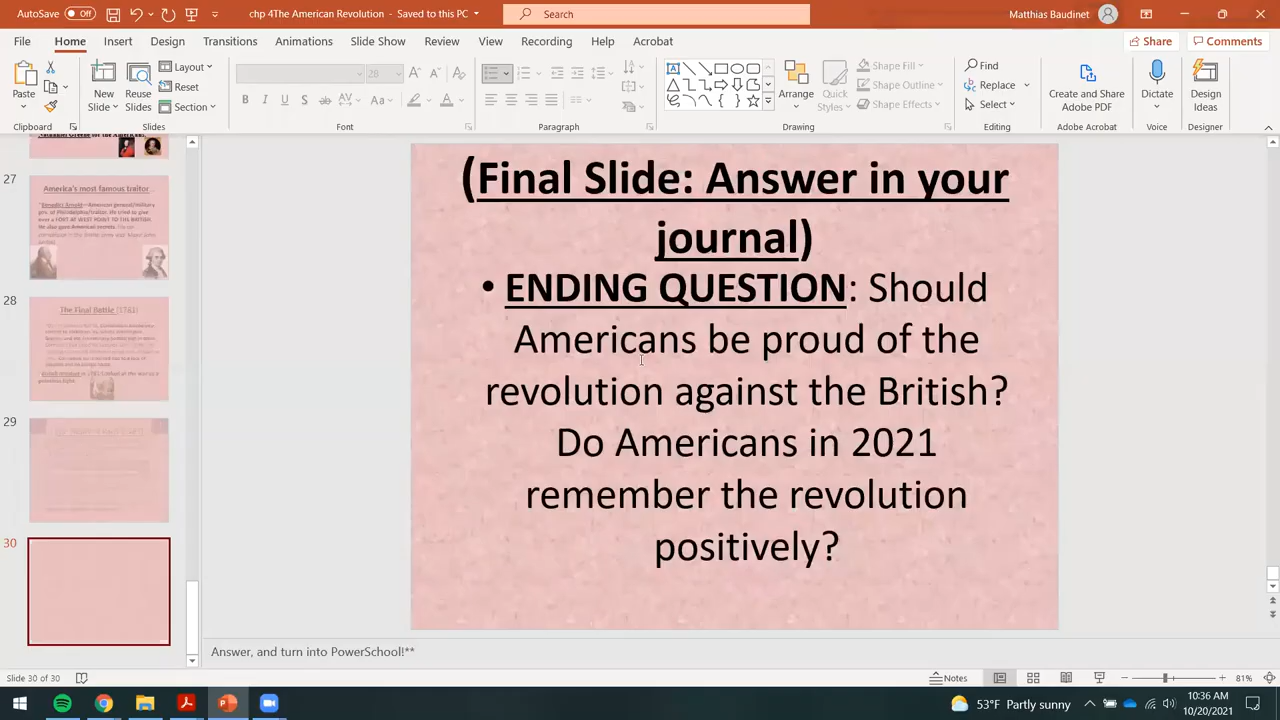 AutoSave Off
chp 4The American Revolution - Saved to this PC
Search
Matthias Baudinet
File Home Insert Design Transitions Animations Slide Show Review View Recording Help Acrobat
Share Comments
Paste
New Slide
Reuse Slides
Layout
Reset
Section
28
Arrange
Quick Styles
Shape Fill
Shape Outline
Shape Effects
Find
Replace
Select
Create and Share Adobe PDF
Dictate
Design Ideas
Clipboard Slides Font Paragraph Drawing Editing Adobe Acrobat Voice Designer
27
America's most famous traitor
28
The Final Battle (1781)
29
30
(Final Slide: Answer in your
journal)
• ENDING QUESTION: Should
Americans be proud of the
revolution against the British?
Do Americans in 2021
remember the revolution
positively?
Answer, and turn into PowerSchool!**
Slide 30 of 30
Notes
81%
53°F Partly sunny
10:36 AM
10/20/2021